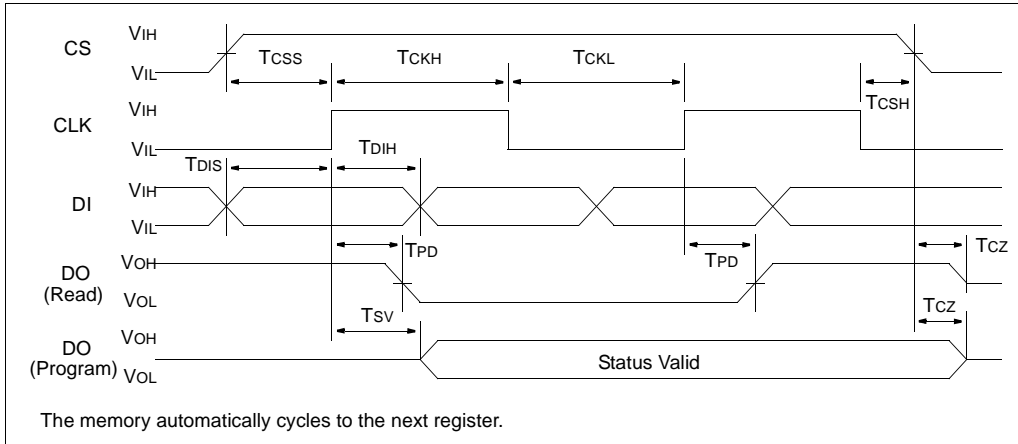 CS
VIH
VIL
TCSS
TCKH
TCKL
TCSH
CLK
VIH
VIL
TDIS
TDIH
DI
VIH
VIL
TPD
TPD
TCZ
DO
(Read)
VOH
VOL
TSV
TCZ
DO
(Program)
VOH
VOL
Status Valid
The memory automatically cycles to the next register.